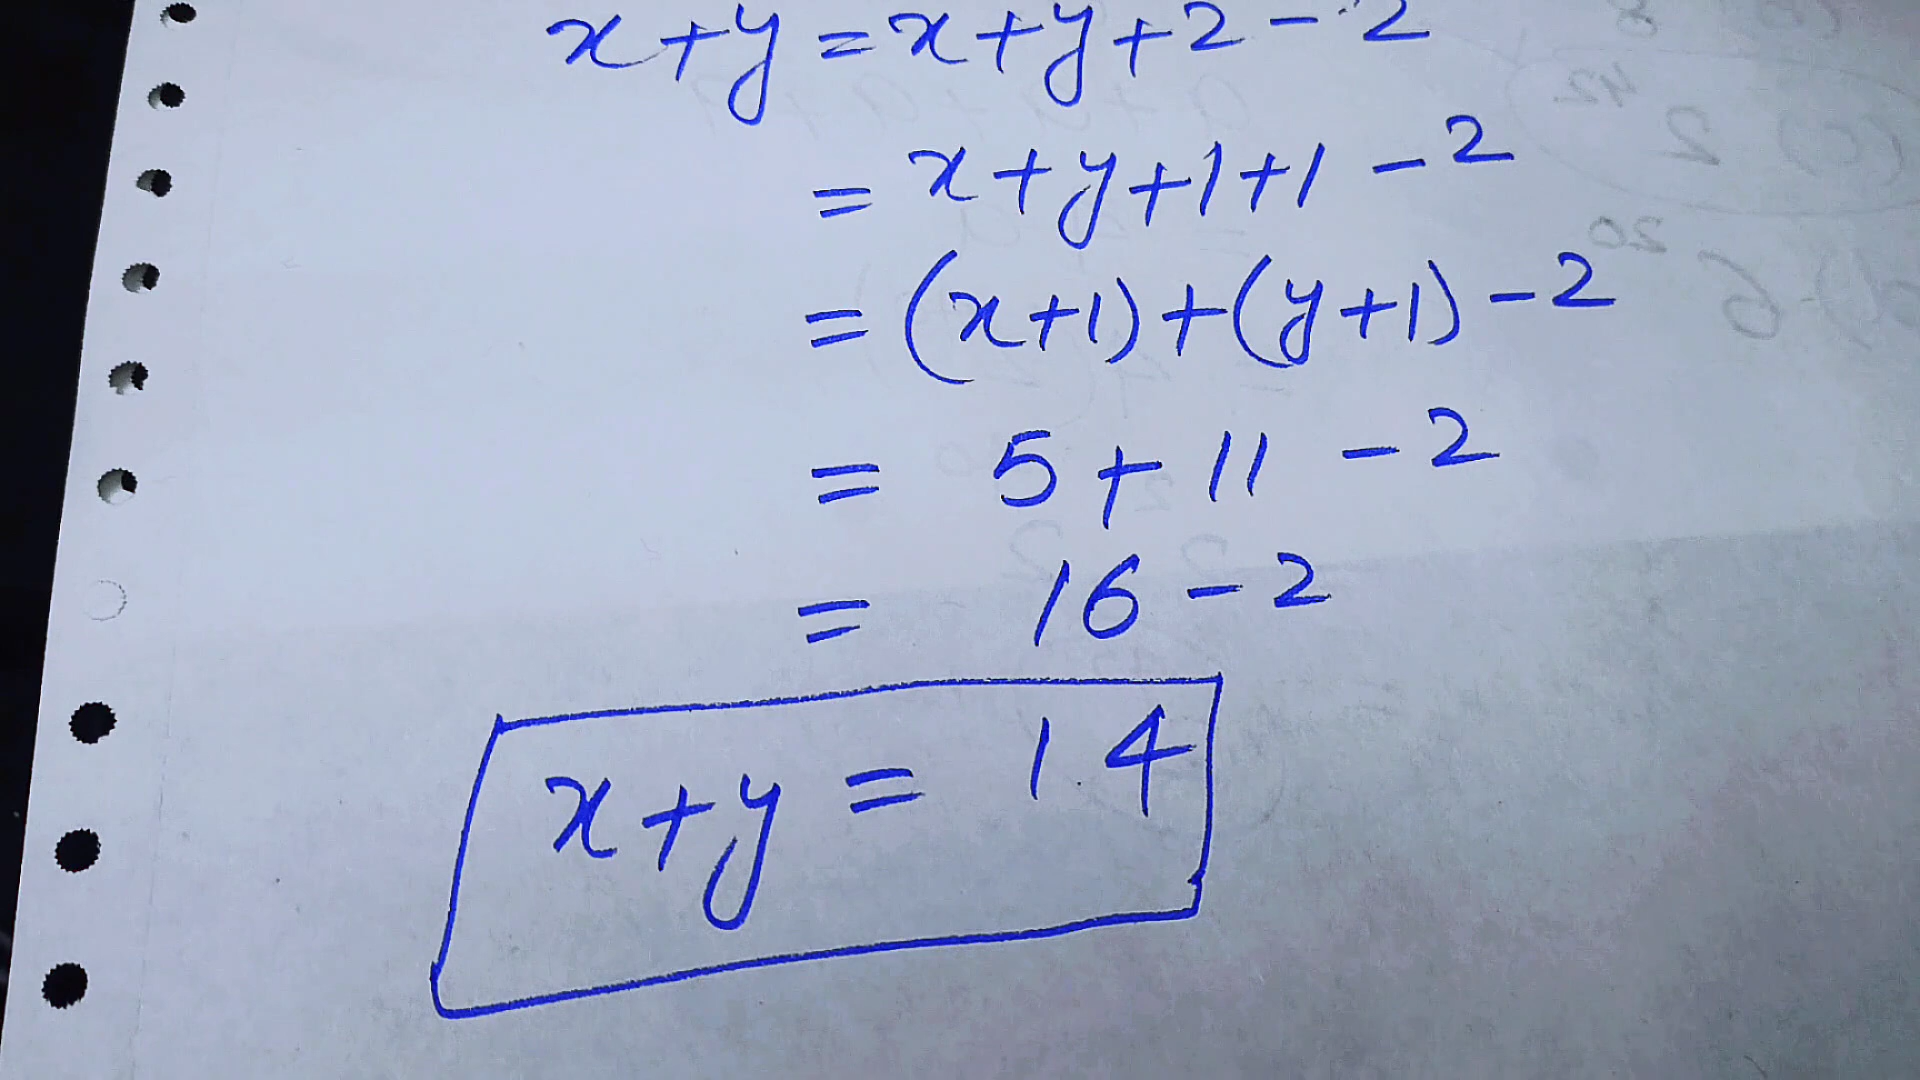 x+y=x+y+2-2
=x+y+1+1-2
=(x+1)+(y+1)-2
= 5+11-2
= 16-2
x+y = 14